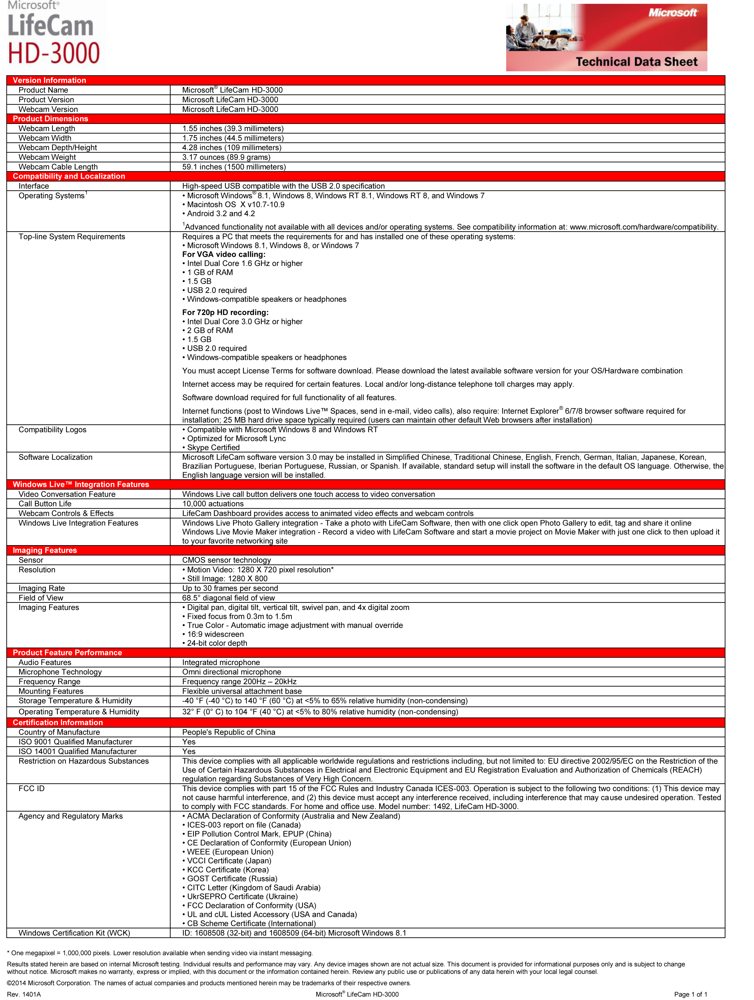 Microsoft®
LifeCam
HD-3000
Microsoft
Technical Data Sheet
Version Information
Product Name Microsoft® LifeCam HD-3000
Product Version Microsoft LifeCam HD-3000
Webcam Version Microsoft LifeCam HD-3000
Product Dimensions
Webcam Length 1.55 inches (39.3 millimeters)
Webcam Width 1.75 inches (44.5 millimeters)
Webcam Depth/Height 4.28 inches (109 millimeters)
Webcam Weight 3.17 ounces (89.9 grams)
Webcam Cable Length 59.1 inches (1500 millimeters)
Compatibility and Localization
Interface High-speed USB compatible with the USB 2.0 specification
Operating Systems1 • Microsoft Windows® 8.1, Windows 8, Windows RT 8.1, Windows RT 8, and Windows 7
• Macintosh OS X v10.7-10.9
• Android 3.2 and 4.2
1Advanced functionality not available with all devices and/or operating systems. See compatibility information at: www.microsoft.com/hardware/compatibility.
Top-line System Requirements Requires a PC that meets the requirements for and has installed one of these operating systems:
• Microsoft Windows 8.1, Windows 8, or Windows 7
For VGA video calling:
• Intel Dual Core 1.6 GHz or higher
• 1 GB of RAM
• 1.5 GB
• USB 2.0 required
• Windows-compatible speakers or headphones
For 720p HD recording:
• Intel Dual Core 3.0 GHz or higher
• 2 GB of RAM
• 1.5 GB
• USB 2.0 required
• Windows-compatible speakers or headphones
You must accept License Terms for software download. Please download the latest available software version for your OS/Hardware combination
Internet access may be required for certain features. Local and/or long-distance telephone toll charges may apply.
Software download required for full functionality of all features.
Internet functions (post to Windows Live™ Spaces, send in e-mail, video calls), also require: Internet Explorer® 6/7/8 browser software required for
installation; 25 MB hard drive space typically required (users can maintain other default Web browsers after installation)
Compatibility Logos • Compatible with Microsoft Windows 8 and Windows RT
• Optimized for Microsoft Lync
• Skype Certified
Software Localization Microsoft LifeCam software version 3.0 may be installed in Simplified Chinese, Traditional Chinese, English, French, German, Italian, Japanese, Korean,
Brazilian Portuguese, Iberian Portuguese, Russian, or Spanish. If available, standard setup will install the software in the default OS language. Otherwise, the
English language version will be installed.
Windows Live™ Integration Features
Video Conversation Feature Windows Live call button delivers one touch access to video conversation
Call Button Life 10,000 actuations
Webcam Controls & Effects LifeCam Dashboard provides access to animated video effects and webcam controls
Windows Live Integration Features Windows Live Photo Gallery integration - Take a photo with LifeCam Software, then with one click open Photo Gallery to edit, tag and share it online
Windows Live Movie Maker integration - Record a video with LifeCam Software and start a movie project on Movie Maker with just one click to then upload it
to your favorite networking site
Imaging Features
Sensor CMOS sensor technology
Resolution • Motion Video: 1280 X 720 pixel resolution*
• Still Image: 1280 X 800
Imaging Rate Up to 30 frames per second
Field of View 68.5° diagonal field of view
Imaging Features • Digital pan, digital tilt, vertical tilt, swivel pan, and 4x digital zoom
• Fixed focus from 0.3m to 1.5m
• True Color - Automatic image adjustment with manual override
• 16:9 widescreen
• 24-bit color depth
Product Feature Performance
Audio Features Integrated microphone
Microphone Technology Omni directional microphone
Frequency Range Frequency range 200Hz – 20kHz
Mounting Features Flexible universal attachment base
Storage Temperature & Humidity -40 °F (-40 °C) to 140 °F (60 °C) at <5% to 65% relative humidity (non-condensing)
Operating Temperature & Humidity 32° F (0° C) to 104 °F (40 °C) at <5% to 80% relative humidity (non-condensing)
Certification Information
Country of Manufacture People's Republic of China
ISO 9001 Qualified Manufacturer Yes
ISO 14001 Qualified Manufacturer Yes
Restriction on Hazardous Substances This device complies with all applicable worldwide regulations and restrictions including, but not limited to: EU directive 2002/95/EC on the Restriction of the
Use of Certain Hazardous Substances in Electrical and Electronic Equipment and EU Registration Evaluation and Authorization of Chemicals (REACH)
regulation regarding Substances of Very High Concern.
FCC ID This device complies with part 15 of the FCC Rules and Industry Canada ICES-003. Operation is subject to the following two conditions: (1) This device may
not cause harmful interference, and (2) this device must accept any interference received, including interference that may cause undesired operation. Tested
to comply with FCC standards. For home and office use. Model number: 1492, LifeCam HD-3000.
Agency and Regulatory Marks • ACMA Declaration of Conformity (Australia and New Zealand)
• ICES-003 report on file (Canada)
• EIP Pollution Control Mark, EPUP (China)
• CE Declaration of Conformity (European Union)
• WEEE (European Union)
• VCCI Certificate (Japan)
• KCC Certificate (Korea)
• GOST Certificate (Russia)
• CITC Letter (Kingdom of Saudi Arabia)
• UkrSEPRO Certificate (Ukraine)
• FCC Declaration of Conformity (USA)
• UL and cUL Listed Accessory (USA and Canada)
• CB Scheme Certificate (International)
Windows Certification Kit (WCK) ID: 1608508 (32-bit) and 1608509 (64-bit) Microsoft Windows 8.1
* One megapixel = 1,000,000 pixels. Lower resolution available when sending video via instant messaging.
Results stated herein are based on internal Microsoft testing. Individual results and performance may vary. Any device images shown are not actual size. This document is provided for informational purposes only and is subject to change
without notice. Microsoft makes no warranty, express or implied, with this document or the information contained herein. Review any public use or publications of any data herein with your local legal counsel.
©2014 Microsoft Corporation. The names of actual companies and products mentioned herein may be trademarks of their respective owners.
Rev. 1401A Microsoft® LifeCam HD-3000 Page 1 of 1